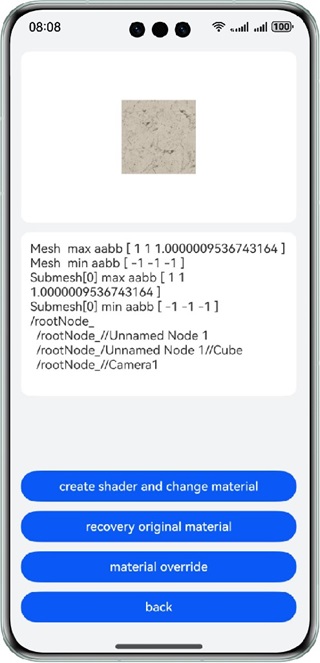 08:08
100
Mesh  max aabb [ 1 1 1.0000009536743164 ]
Mesh  min aabb [ -1 -1 -1 ]
Submesh[0] max aabb [ 1 1
1.0000009536743164 ]
Submesh[0] min aabb [ -1 -1 -1 ]
/rootNode_
/rootNode_//Unnamed Node 1
/rootNode_/Unnamed Node 1//Cube
/rootNode_//Camera1
create shader and change material
recovery original material
material override
back